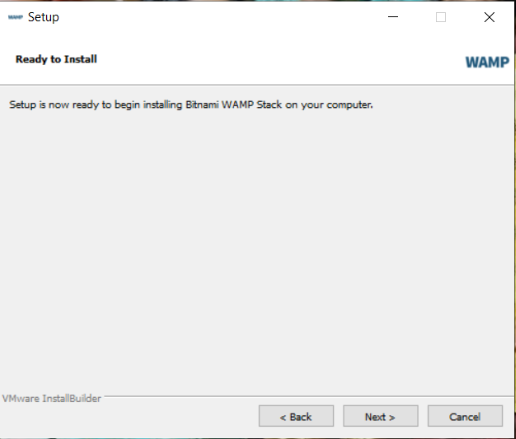 WAMP Setup
Ready to Install
WAMP
Setup is now ready to begin installing Bitnami WAMP Stack on your computer.
VMware InstallBuilder
< Back Next > Cancel